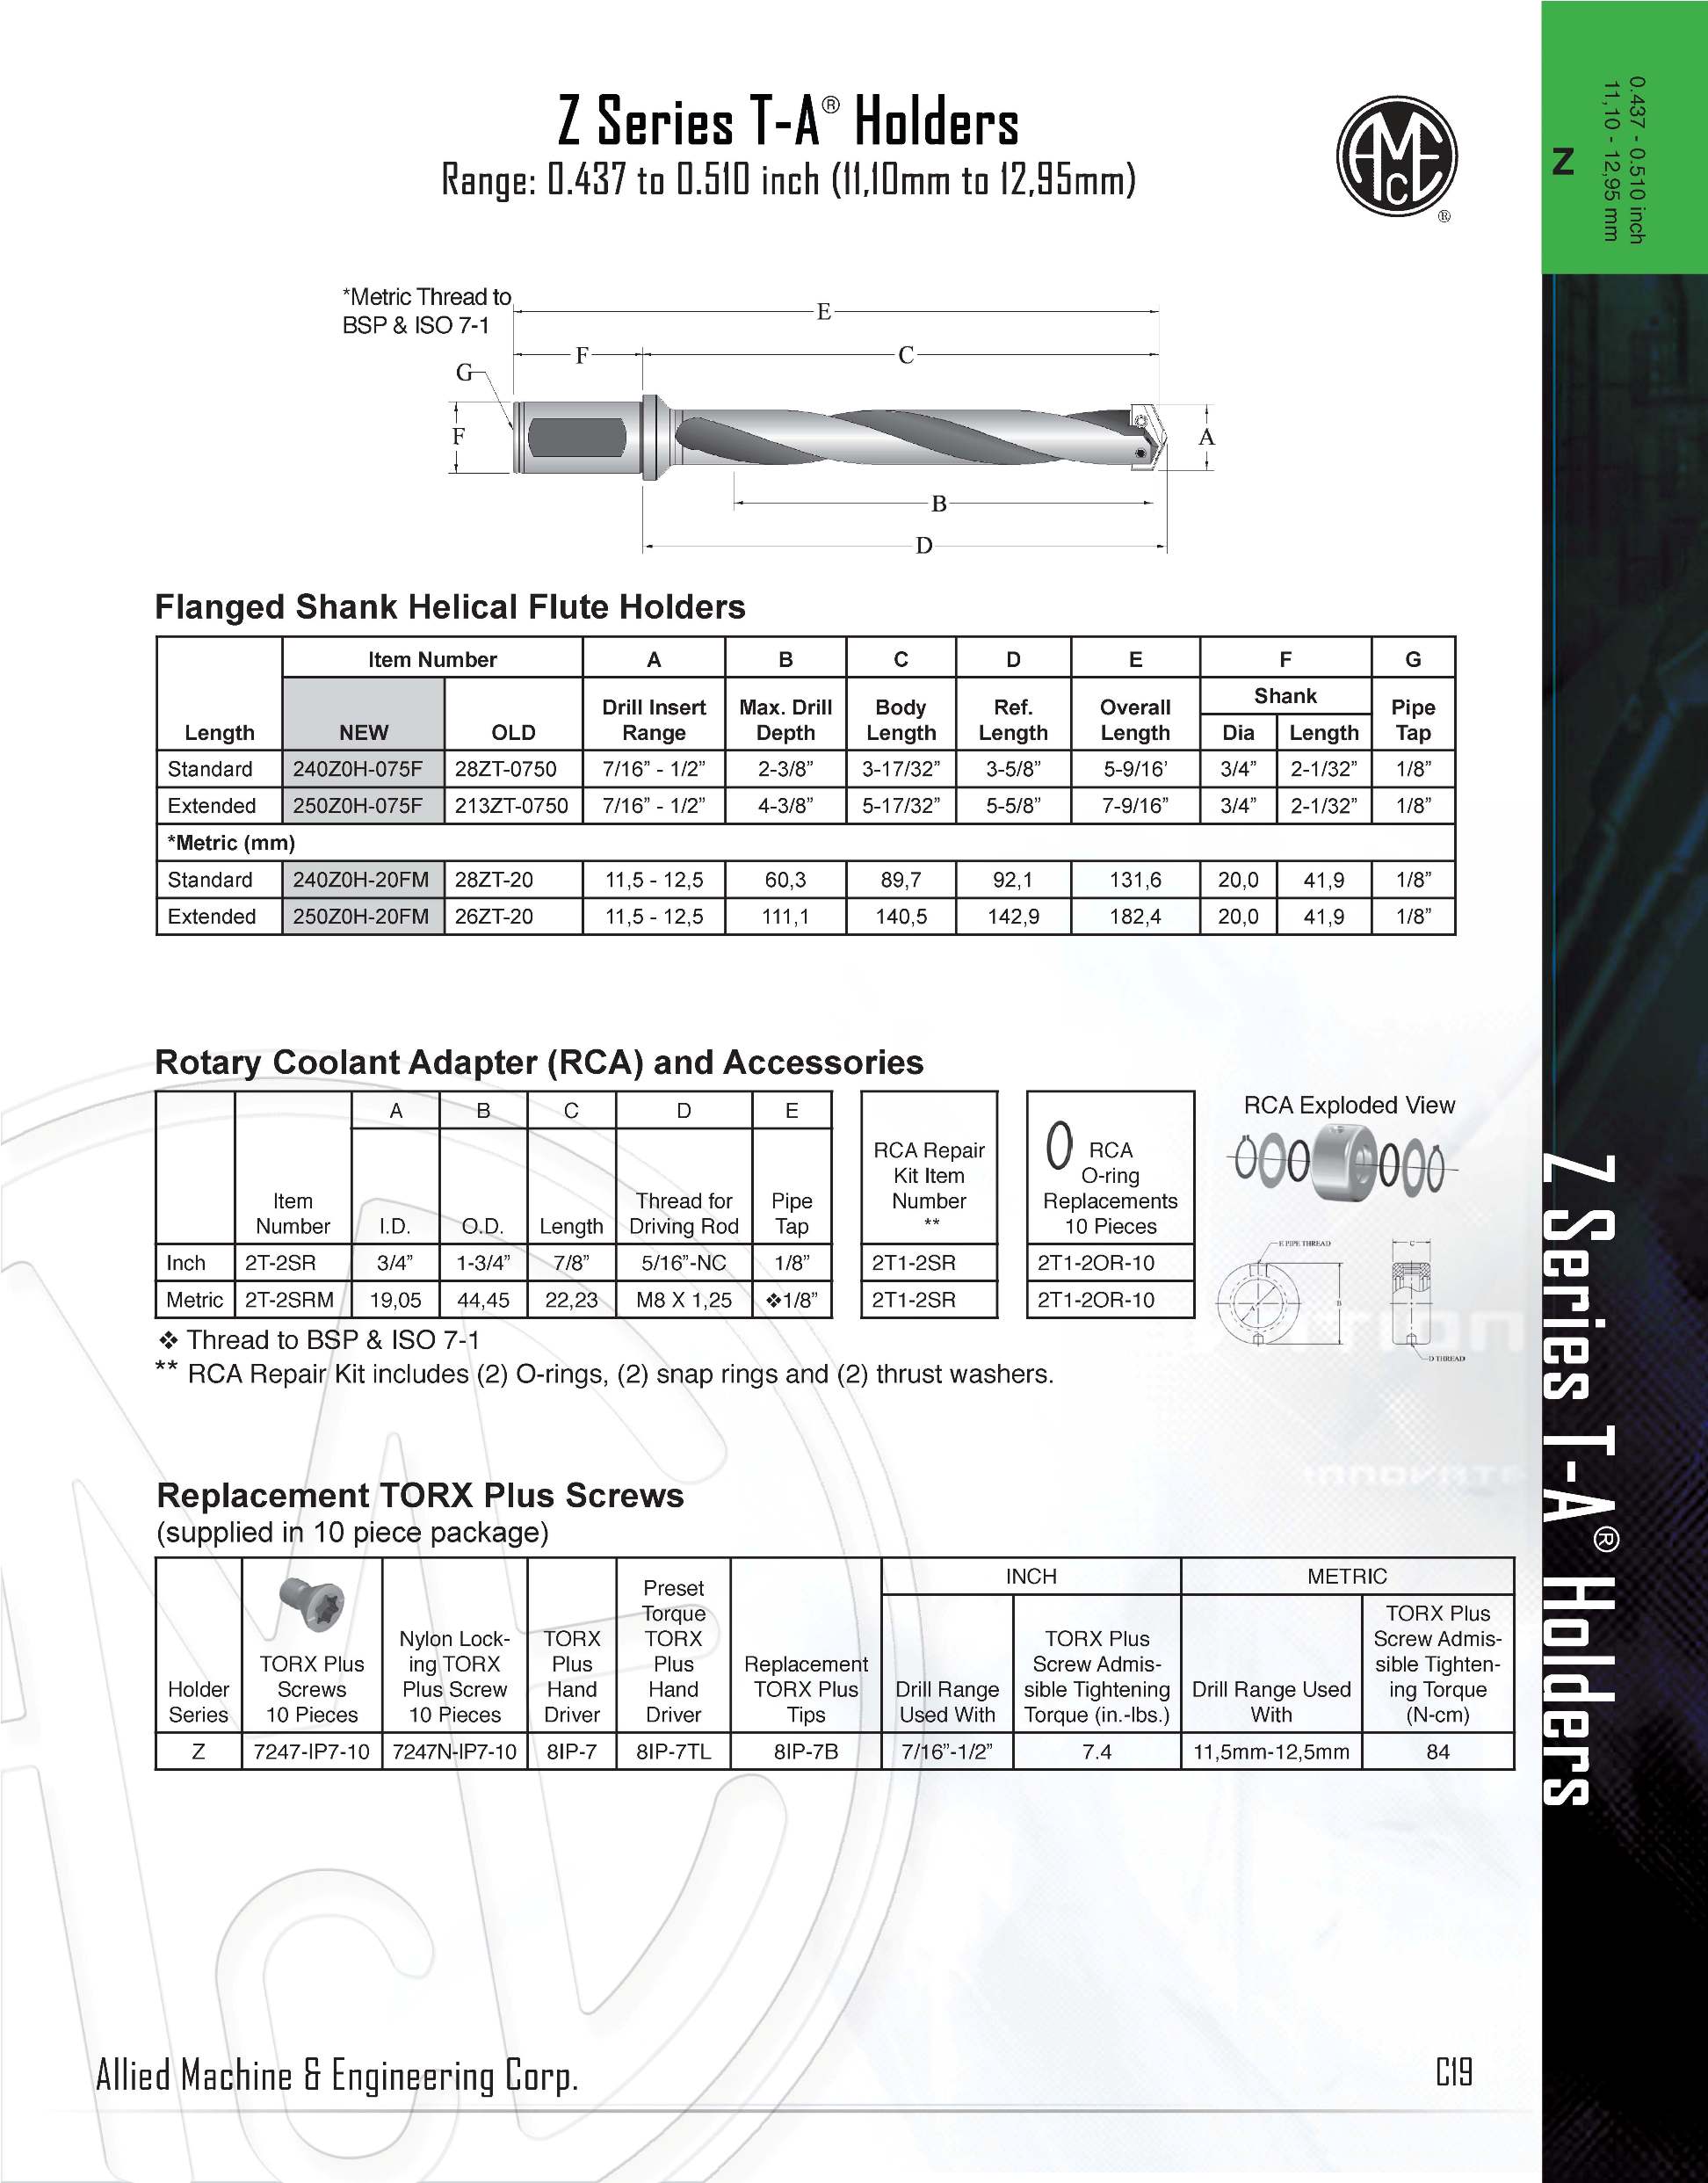 Z Series T-A® Holders
Range: 0.437 to 0.510 inch (11,10mm to 12,95mm)
AMEC
®
Z
0.437 - 0.510 inch
11,10 - 12,95 mm
*Metric Thread to
BSP & ISO 7-1
E
F
C
G
F
A
B
D
Flanged Shank Helical Flute Holders
Item Number A B C D E F G
Length NEW OLD Drill Insert Range Max. Drill Depth Body Length Ref. Length Overall Length Shank Dia Length Pipe Tap
Standard 240Z0H-075F 28ZT-0750 7/16” - 1/2” 2-3/8” 3-17/32” 3-5/8” 5-9/16’ 3/4” 2-1/32” 1/8”
Extended 250Z0H-075F 213ZT-0750 7/16” - 1/2” 4-3/8” 5-17/32” 5-5/8” 7-9/16” 3/4” 2-1/32” 1/8”
*Metric (mm)
Standard 240Z0H-20FM 28ZT-20 11,5 - 12,5 60,3 89,7 92,1 131,6 20,0 41,9 1/8”
Extended 250Z0H-20FM 26ZT-20 11,5 - 12,5 111,1 140,5 142,9 182,4 20,0 41,9 1/8”
Rotary Coolant Adapter (RCA) and Accessories
A B C D E
Item Number I.D. O.D. Length Thread for Driving Rod Pipe Tap RCA Repair Kit Item Number ** RCA O-ring Replacements 10 Pieces
Inch 2T-2SR 3/4” 1-3/4” 7/8” 5/16”-NC 1/8” 2T1-2SR 2T1-2OR-10
Metric 2T-2SRM 19,05 44,45 22,23 M8 X 1,25 ❖1/8” 2T1-2SR 2T1-2OR-10
RCA Exploded View
E PIPE THREAD
C
A
B
D THREAD
❖ Thread to BSP & ISO 7-1
** RCA Repair Kit includes (2) O-rings, (2) snap rings and (2) thrust washers.
Replacement TORX Plus Screws
(supplied in 10 piece package)
INCH METRIC
Holder Series TORX Plus Screws 10 Pieces Nylon Lock-ing TORX Plus Screw 10 Pieces TORX Plus Hand Driver Preset Torque TORX Plus Hand Driver Replacement TORX Plus Tips Drill Range Used With TORX Plus Screw Admis-sible Tightening Torque (in.-lbs.) Drill Range Used With TORX Plus Screw Admis-sible Tighten-ing Torque (N-cm)
Z 7247-IP7-10 7247N-IP7-10 8IP-7 8IP-7TL 8IP-7B 7/16”-1/2” 7.4 11,5mm-12,5mm 84
Z Series T-A® Holders
Allied Machine & Engineering Corp.
C19